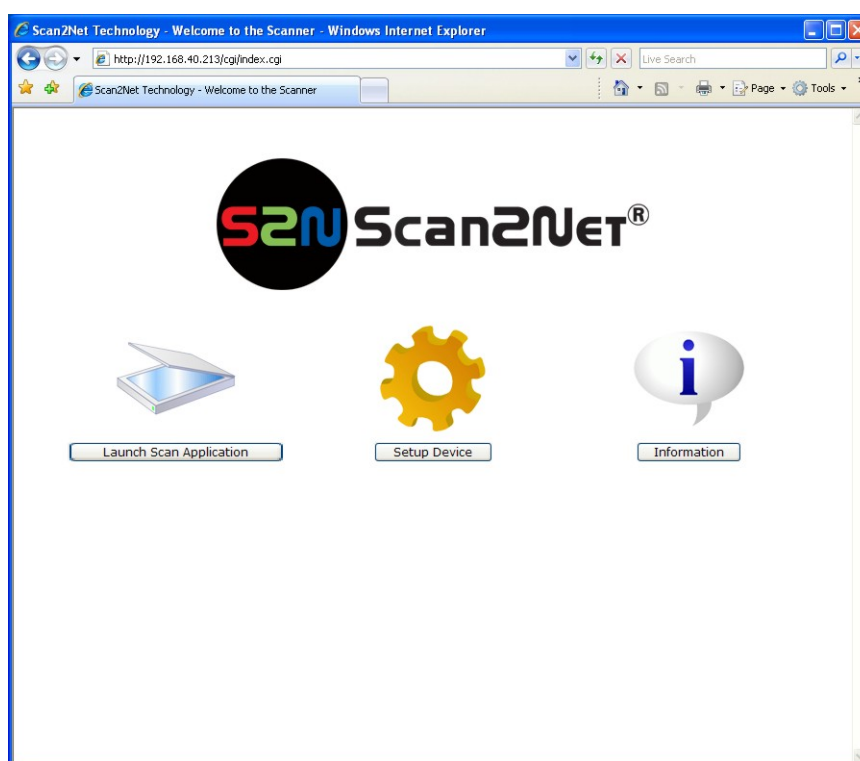 Scan2Net Technology - Welcome to the Scanner - Windows Internet Explorer
http://192.168.40.213/cgi/index.cgi
Live Search
Scan2Net Technology - Welcome to the Scanner
Page
Tools
S2N Scan2Net®
Launch Scan Application
Setup Device
i
Information